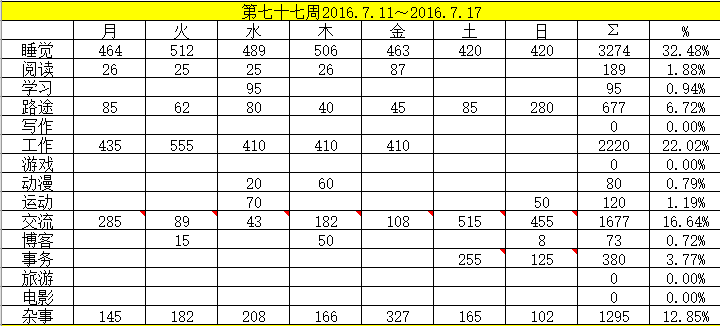 第七十七周2016.7.11～2016.7.17
月 火 水 木 金 土 日 Σ %
睡觉 464 512 489 506 463 420 420 3274 32.48%
阅读 26 25 25 26 87 189 1.88%
学习 95 95 0.94%
路途 85 62 80 40 45 85 280 677 6.72%
写作 0 0.00%
工作 435 555 410 410 410 2220 22.02%
游戏 0 0.00%
动漫 20 60 80 0.79%
运动 70 50 120 1.19%
交流 285 89 43 182 108 515 455 1677 16.64%
博客 15 50 8 73 0.72%
事务 255 125 380 3.77%
旅游 0 0.00%
电影 0 0.00%
杂事 145 182 208 166 327 165 102 1295 12.85%